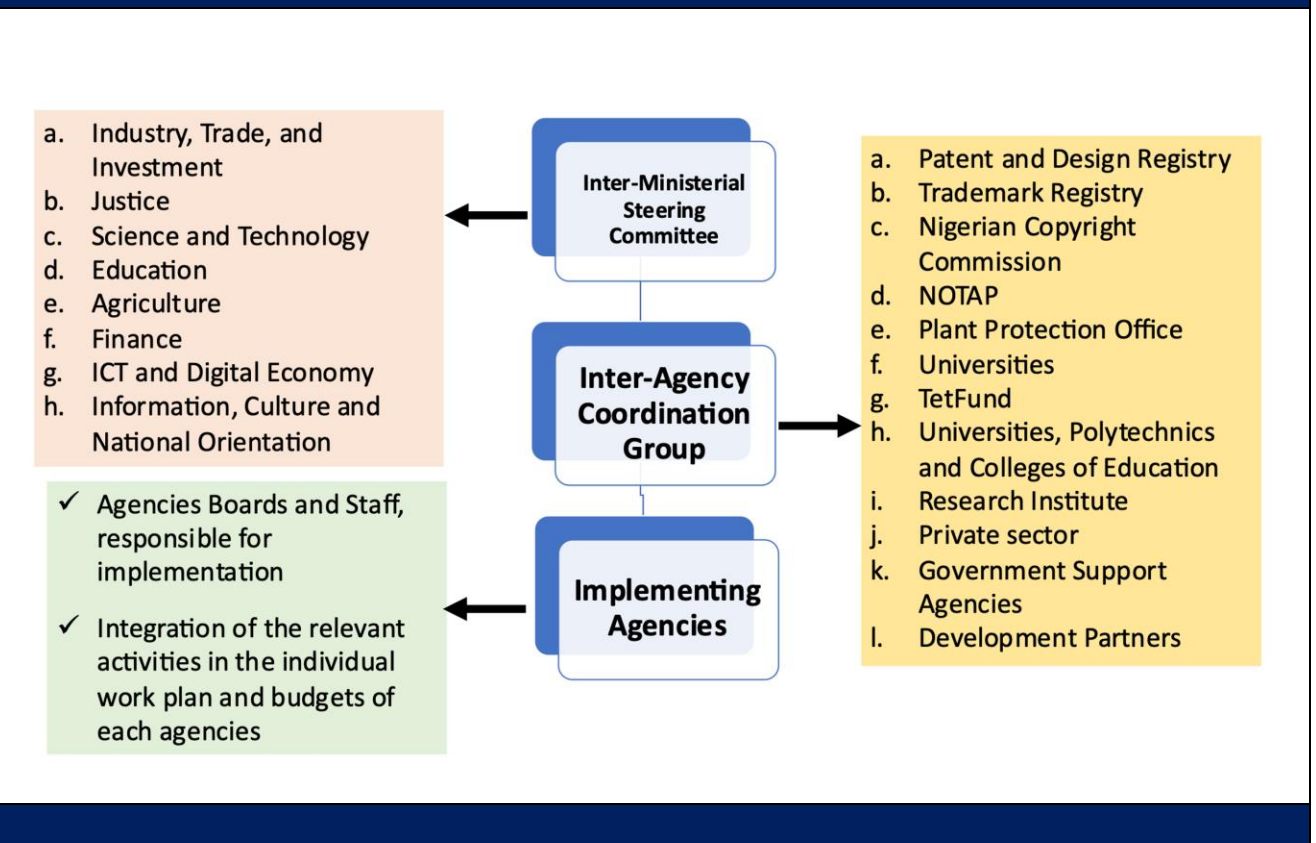 a. Industry, Trade, and
Investment
b. Justice
c. Science and Technology
d. Education
e. Agriculture
f. Finance
g. ICT and Digital Economy
h. Information, Culture and
National Orientation
Inter-Ministerial
Steering
Committee
Inter-Agency
Coordination
Group
a. Patent and Design Registry
b. Trademark Registry
c. Nigerian Copyright
Commission
d. NOTAP
e. Plant Protection Office
f. Universities
g. TetFund
h. Universities, Polytechnics
and Colleges of Education
i. Research Institute
j. Private sector
k. Government Support
Agencies
l. Development Partners
Implementing
Agencies
✓ Agencies Boards and Staff,
responsible for
implementation
✓ Integration of the relevant
activities in the individual
work plan and budgets of
each agencies